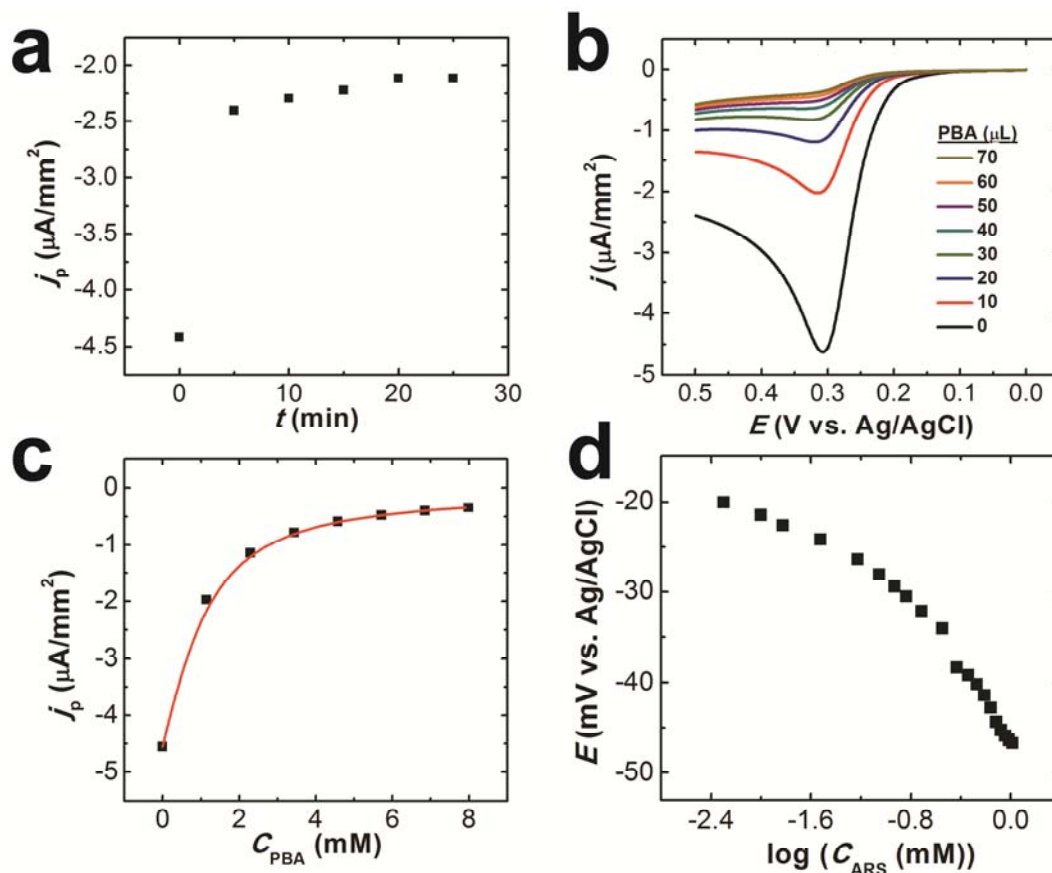 a
-2.0
-2.5
-3.0
-3.5
-4.0
-4.5
jp (μA/mm²)
0 10 20 30
t (min)
b
0
-1
-2
-3
-4
-5
j (μA/mm²)
PBA (μL)
70
60
50
40
30
20
10
0
0.5 0.4 0.3 0.2 0.1 0.0
E (V vs. Ag/AgCl)
c
0
-1
-2
-3
-4
-5
jp (μA/mm²)
0 2 4 6 8
CPBA (mM)
d
-20
-30
-40
-50
E (mV vs. Ag/AgCl)
-2.4 -1.6 -0.8 0.0
log (CARS (mM))